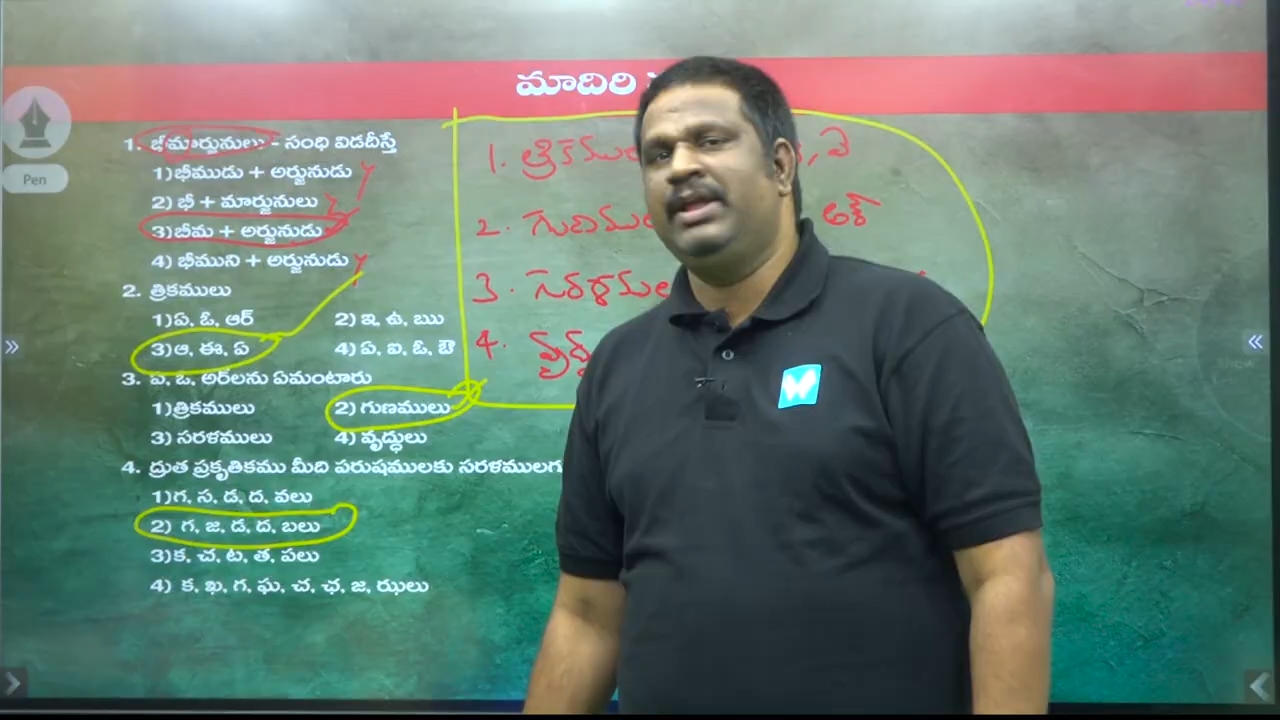 మాదిరి
Pen
1. భీమార్జునులు - సంధి విడదీస్తే
1)భీముడు + అర్జునుడు
2) భీ + మార్జునులు
3)బీమ + అర్జునుడు
4) భీముని + అర్జునుడు
2. త్రికములు
1)ఏ, ఓ, ఆర్
2) ఇ, ఉ, ఋ
3)ఆ, ఈ, ఏ
4) ఏ, ఐ, ఓ, ఔ
3. ఏ, ఓ, అర్‌లను ఏమంటారు
1)త్రికములు
2) గుణములు
3) సరళములు
4) వృద్ధులు
4. ద్రుత ప్రకృతికము మీది పరుషములకు సరళములగు
1)గ, స, డ, ద, వలు
2) గ, జ, డ, ద, బలు
3)క, చ, ట, త, పలు
4) క, ఖ, గ, ఘ, చ, ఛ, జ, ఝలు
1. త్రికములు
2. గుణముల
అర్
3. సరళాముల
4.